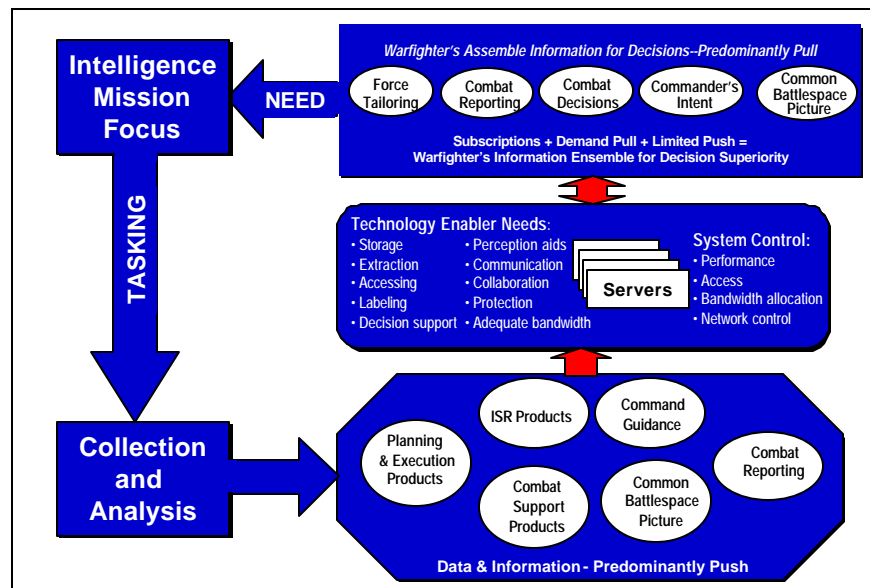 Warfighter's Assemble Information for Decisions--Predominantly Pull
Intelligence
Mission
Focus
NEED
Force
Tailoring
Combat
Reporting
Combat
Decisions
Commander's
Intent
Common
Battlespace
Picture
Subscriptions + Demand Pull + Limited Push =
Warfighter's Information Ensemble for Decision Superiority
TASKING
Technology Enabler Needs:
• Storage
• Extraction
• Accessing
• Labeling
• Decision support
• Perception aids
• Communication
• Collaboration
• Protection
• Adequate bandwidth
Servers
System Control:
• Performance
• Access
• Bandwidth allocation
• Network control
Collection
and
Analysis
Planning
& Execution
Products
ISR Products
Command
Guidance
Combat
Reporting
Combat
Support
Products
Common
Battlespace
Picture
Data & Information - Predominantly Push